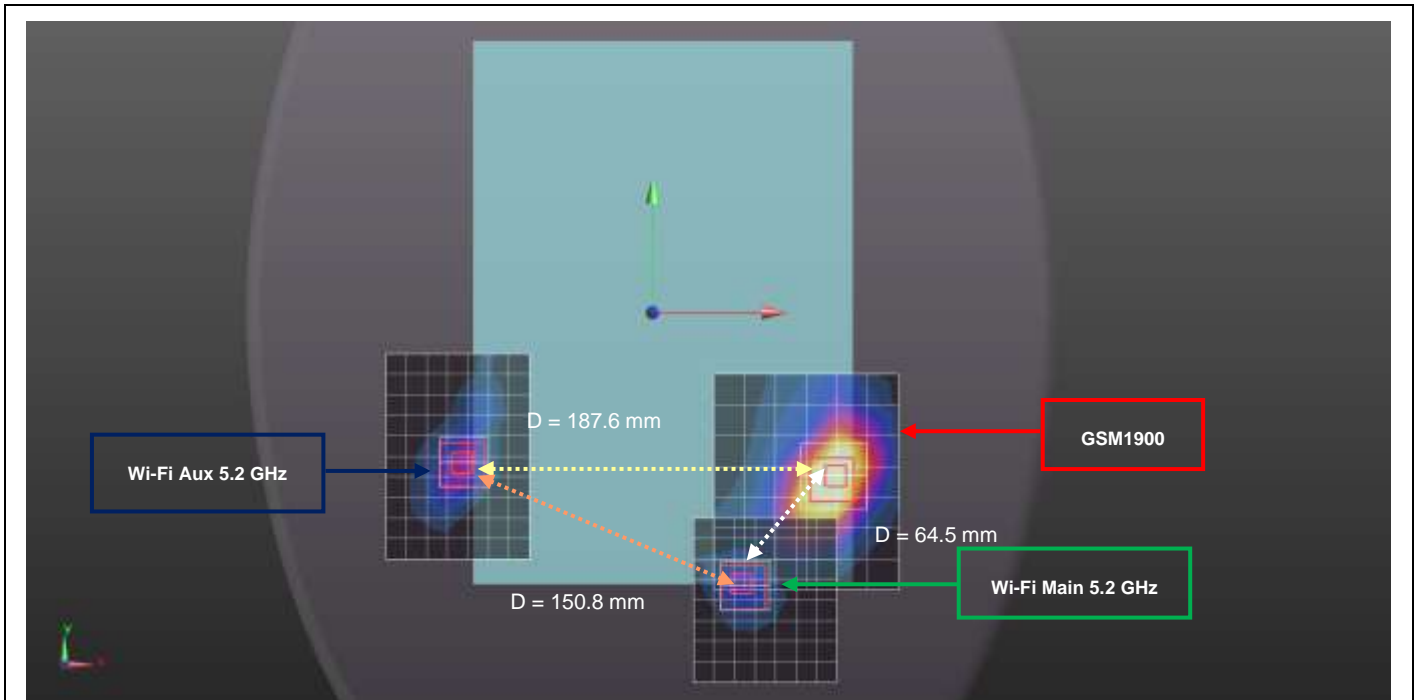 D = 187.6 mm
GSM1900
Wi-Fi Aux 5.2 GHz
D = 64.5 mm
Wi-Fi Main 5.2 GHz
D = 150.8 mm
Y